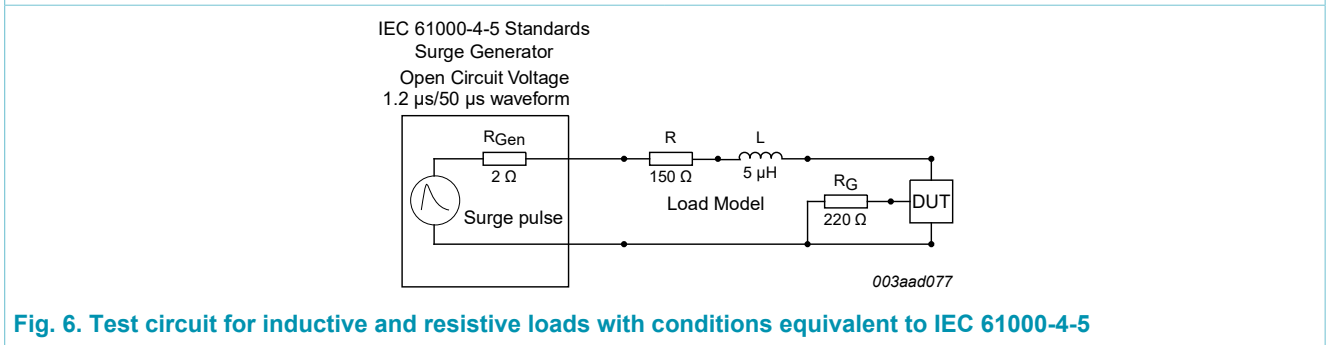 IEC 61000-4-5 Standards
Surge Generator
Open Circuit Voltage
1.2 µs/50 µs waveform
RGen
2 Ω
Surge pulse
R
150 Ω
L
5 µH
Load Model
RG
220 Ω
DUT
003aad077
Fig. 6. Test circuit for inductive and resistive loads with conditions equivalent to IEC 61000-4-5